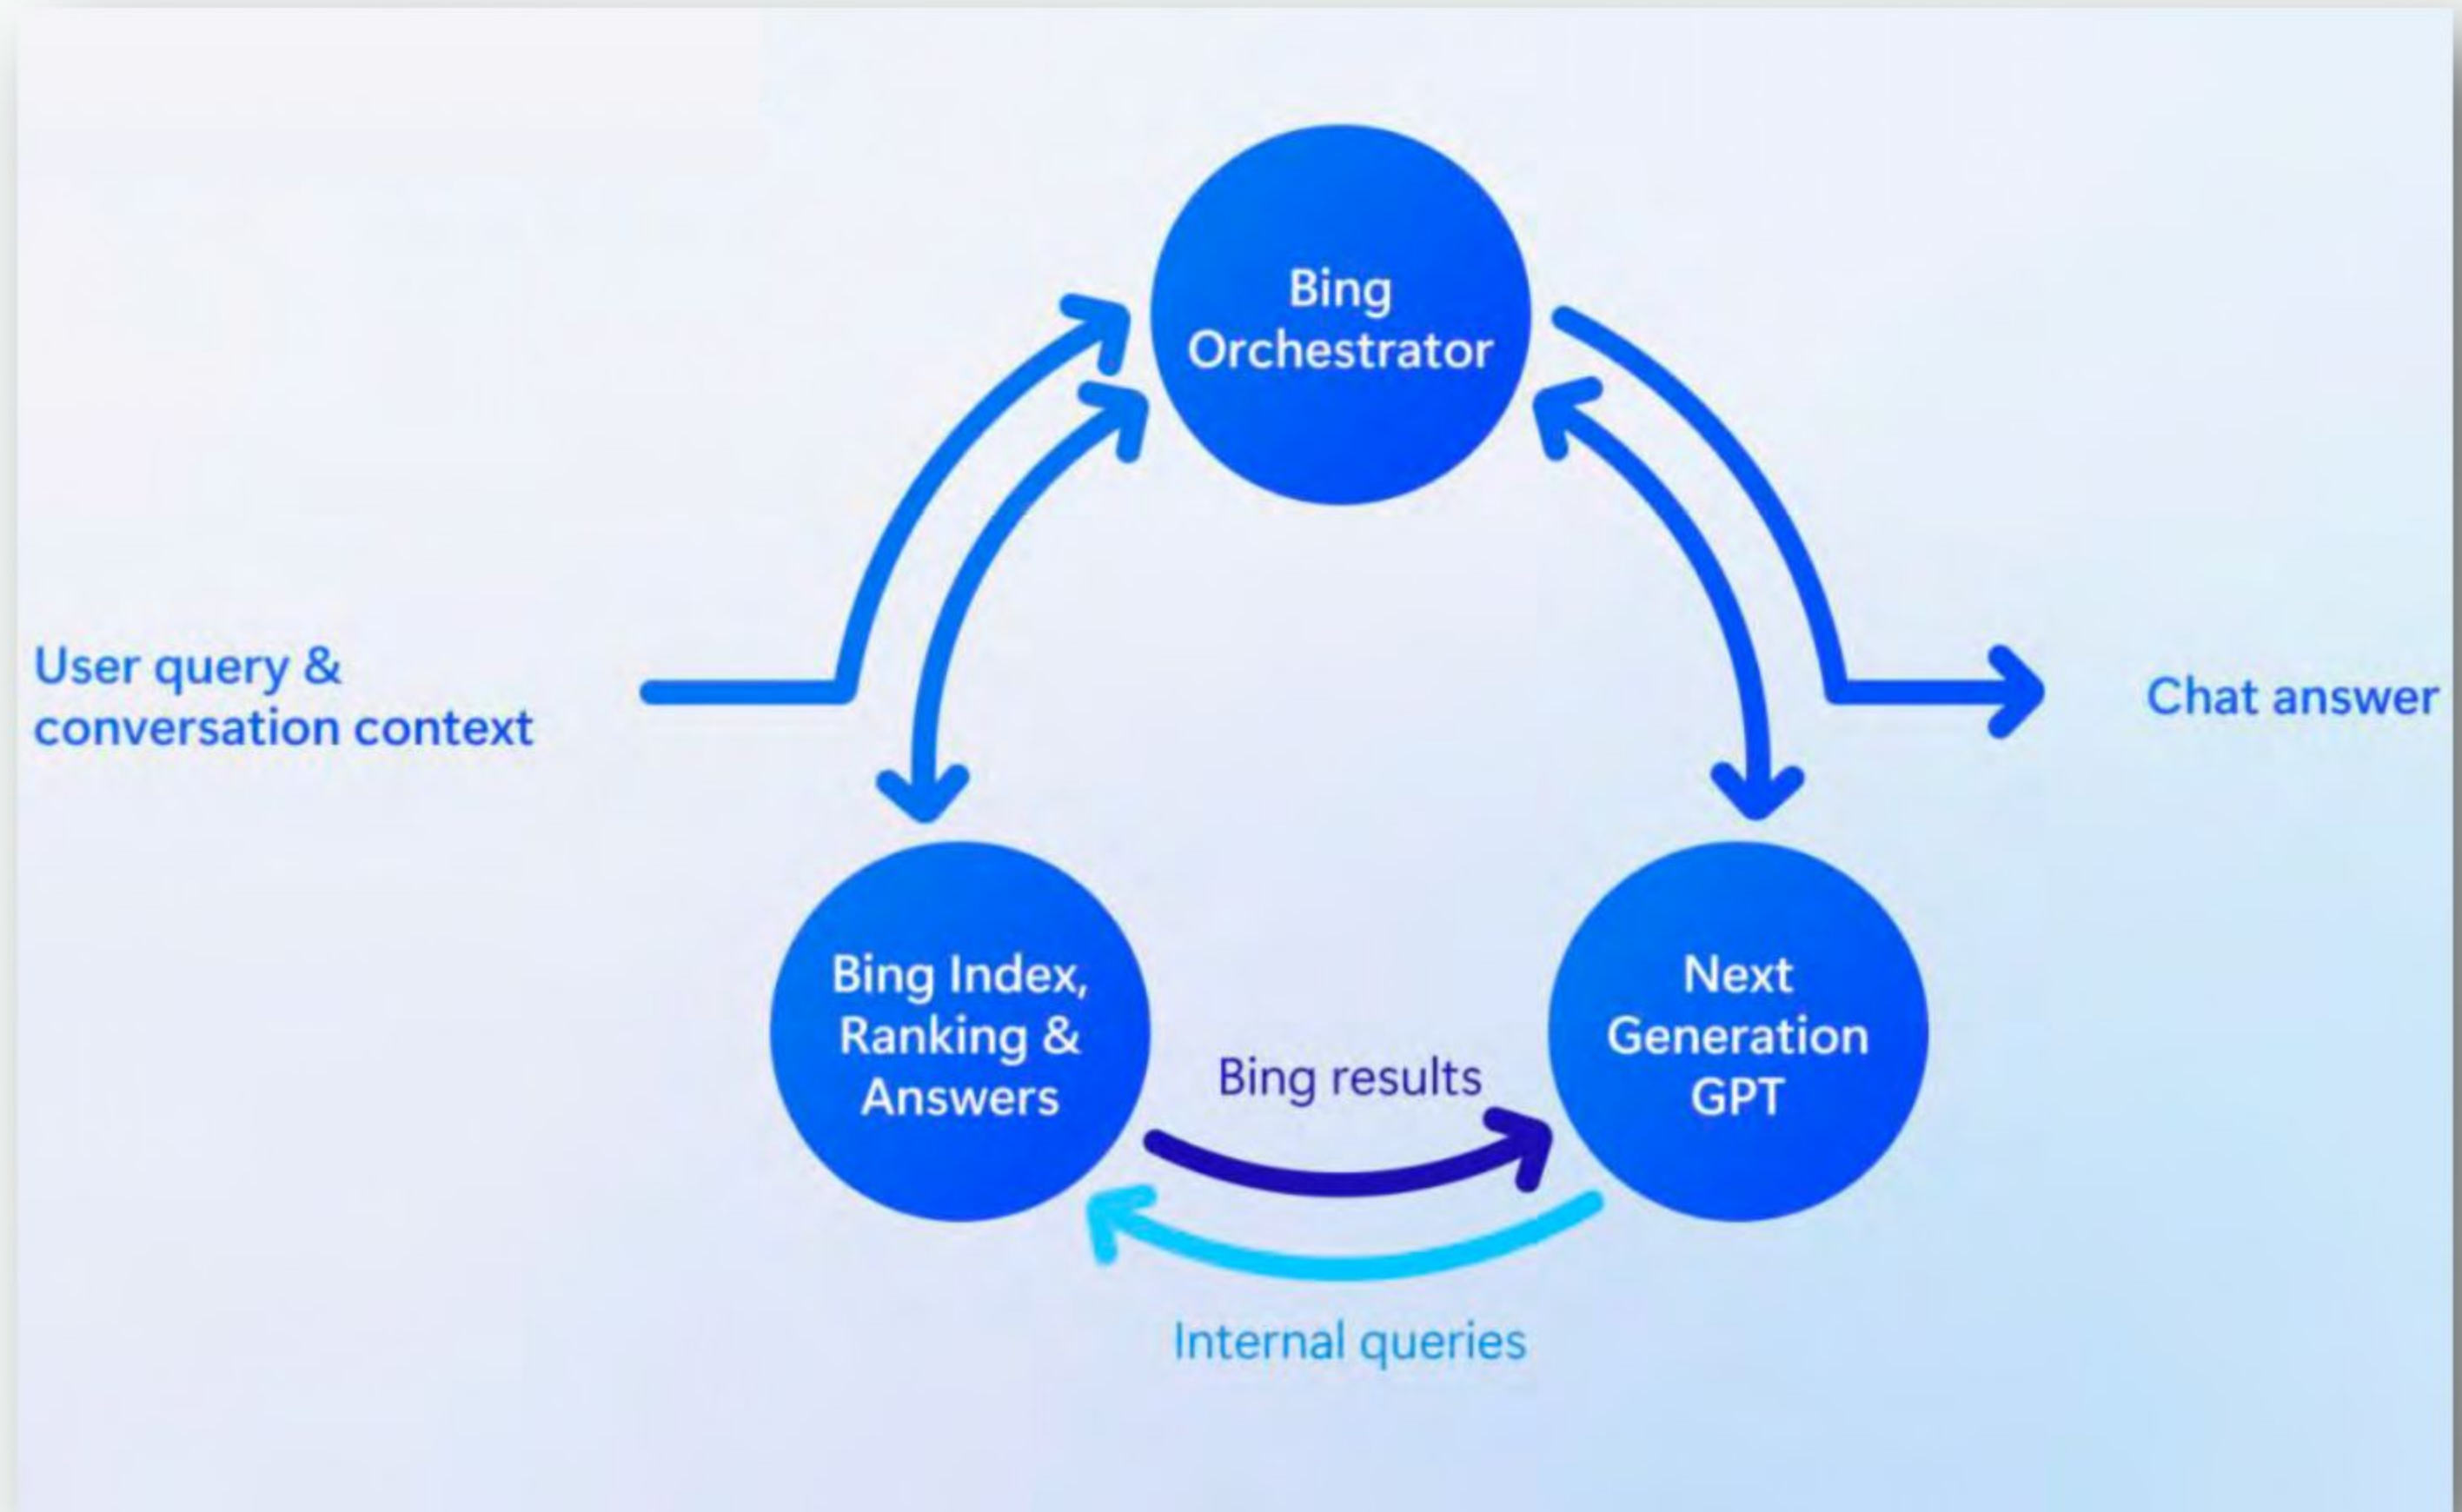 Bing
Orchestrator
User query &
conversation context
Chat answer
Bing Index,
Ranking &
Answers
Next
Generation
GPT
Bing results
Internal queries